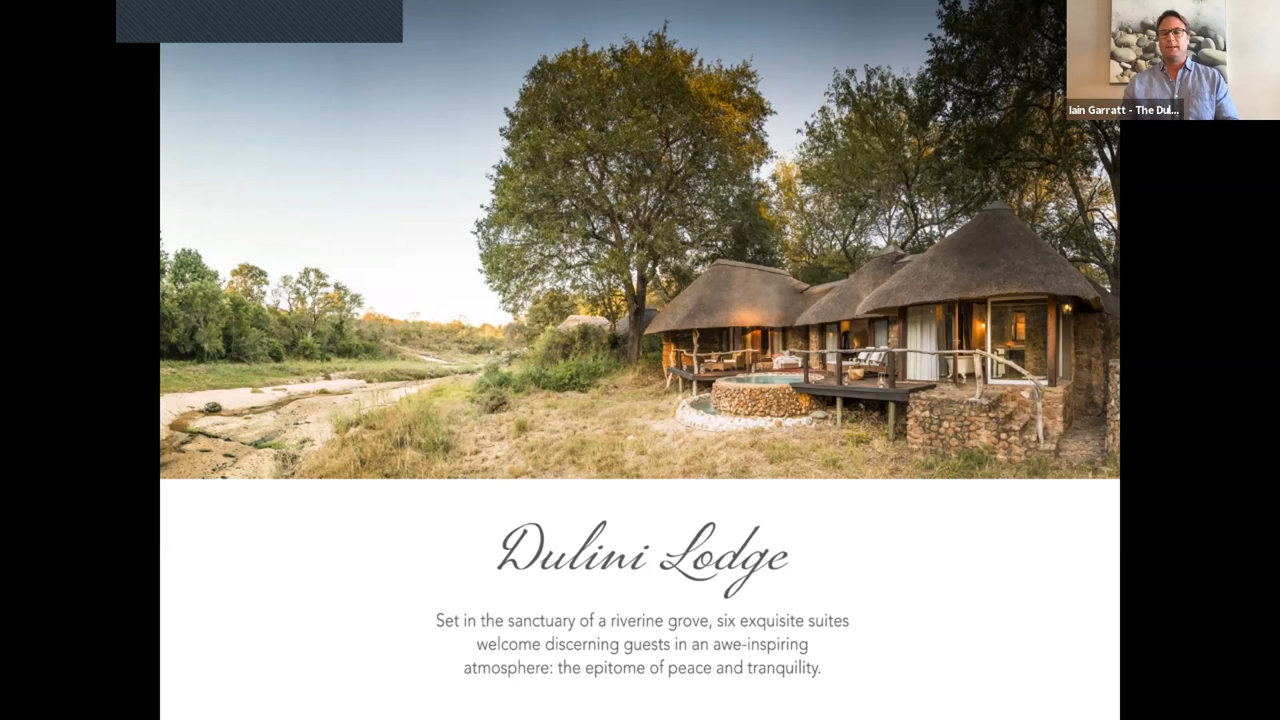 Iain Garratt - The Dul...
Dulini Lodge
Set in the sanctuary of a riverine grove, six exquisite suites
welcome discerning guests in an awe-inspiring
atmosphere: the epitome of peace and tranquility.